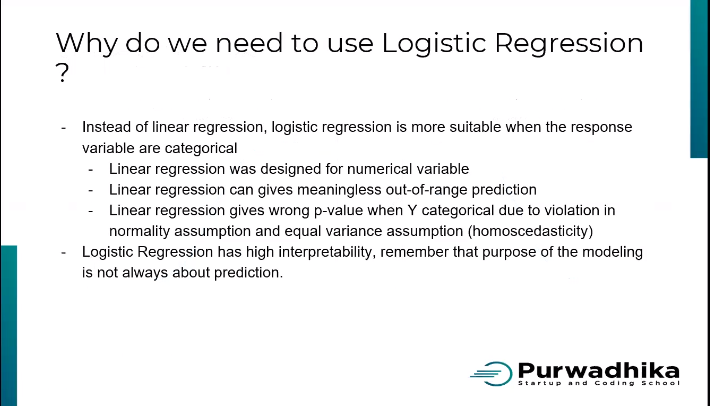 Why do we need to use Logistic Regression
?
- Instead of linear regression, logistic regression is more suitable when the response
variable are categorical
- Linear regression was designed for numerical variable
- Linear regression can gives meaningless out-of-range prediction
- Linear regression gives wrong p-value when Y categorical due to violation in
normality assumption and equal variance assumption (homoscedasticity)
- Logistic Regression has high interpretability, remember that purpose of the modeling
is not always about prediction.
Purwadhika
Startup and Coding School